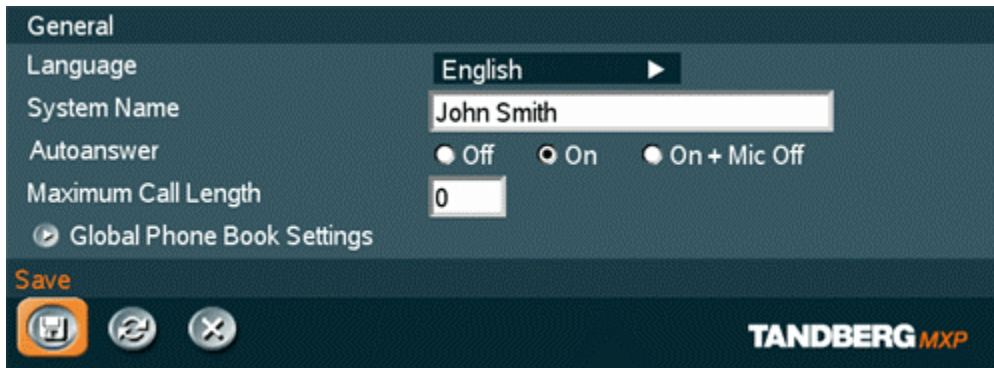 General
Language English
System Name John Smith
Autoanswer Off On On + Mic Off
Maximum Call Length 0
Global Phone Book Settings
Save
TANDBERG MXP